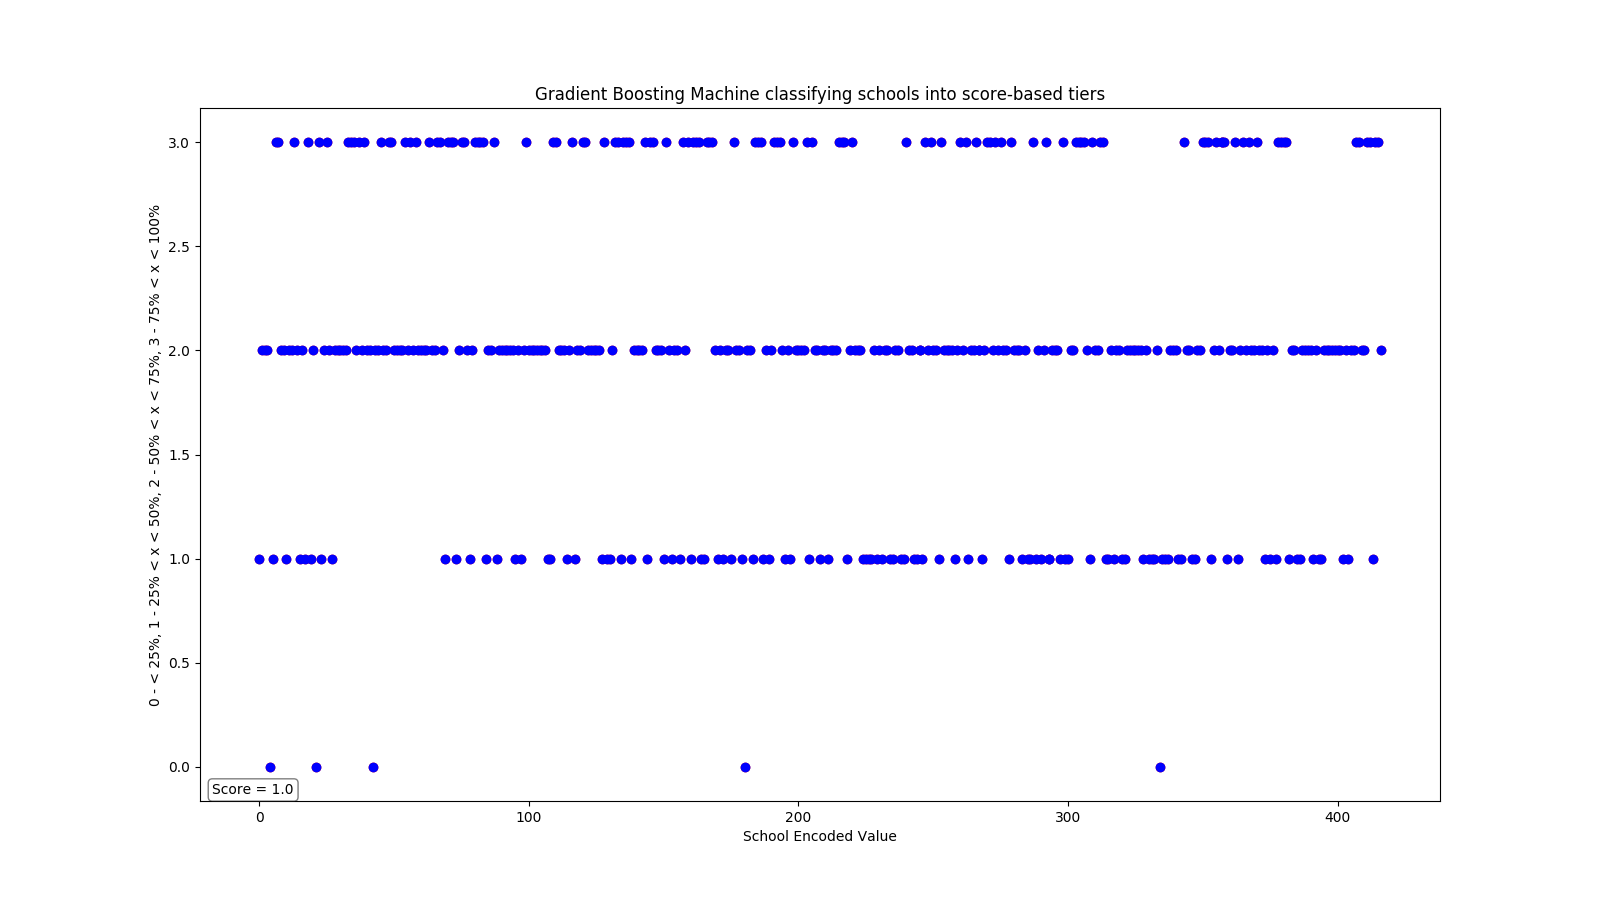 Gradient Boosting Machine classifying schools into score-based tiers
0 - < 25%, 1 - 25% < x < 50%, 2 - 50% < x < 75%, 3 - 75% < x < 100%
3.0
2.5
2.0
1.5
1.0
0.5
0.0
Score = 1.0
0 100 200 300 400
School Encoded Value